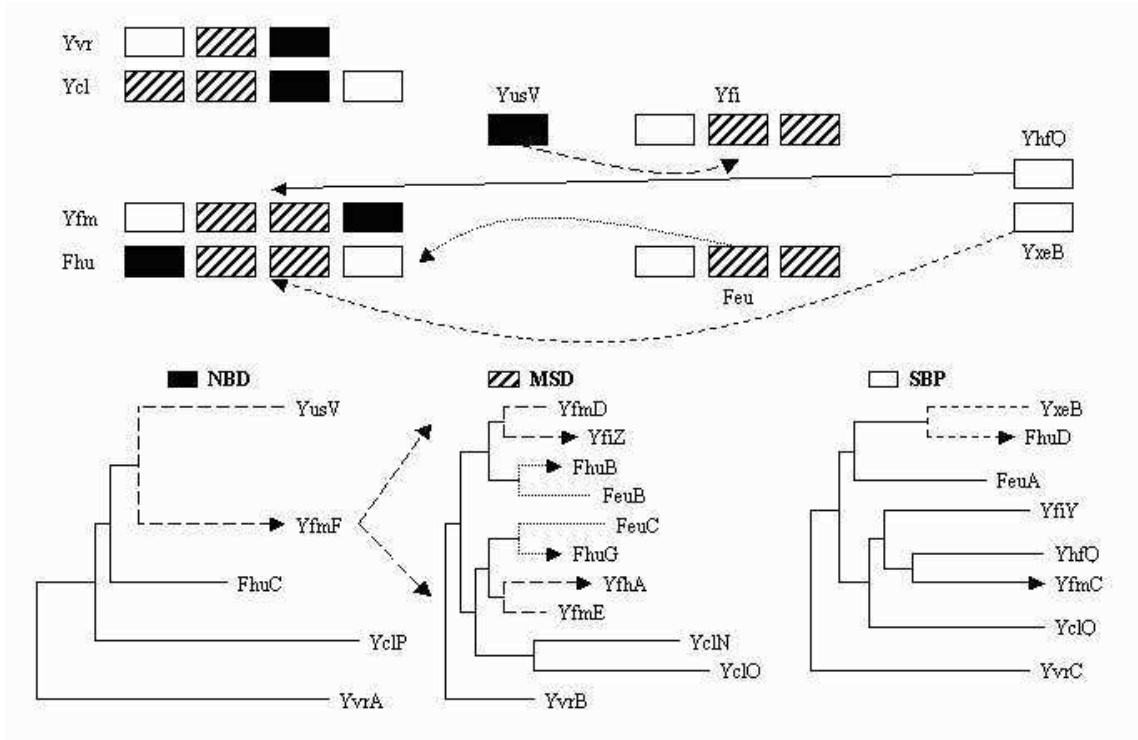 Yvr
Ycl
YusV
Yfi
YhfQ
Yfm
Fhu
YxeB
Feu
NBD
MSD
SBP
YusV
YfmF
FhuC
YclP
YvrA
YfmD
YfiZ
FhuB
FeuB
FeuC
FhuG
YfhA
YfmE
YclN
YclO
YvrB
YxeB
FhuD
FeuA
YfiY
YhfQ
YfmC
YclQ
YvrC